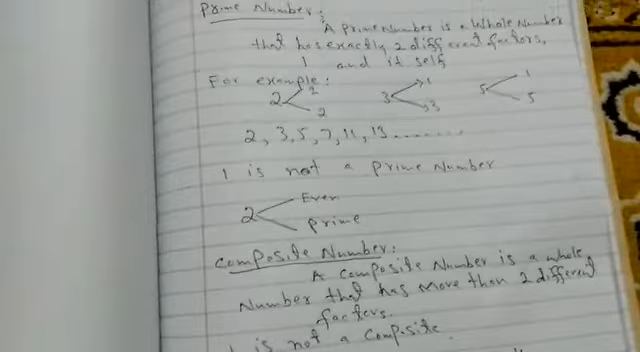 Prime Number:
A Prime Number is a Whole Number
that has exactly 2 different factors,
1 and it self
For example:
2 2 2 3 1 3 5 1 5
2, 3, 5, 7, 11, 13........
1 is not a Prime Number
2 Even
Prime
Composite Number:
A Composite Number is a whole
Number that has more than 2 different
factors.
1 is not a Composite.